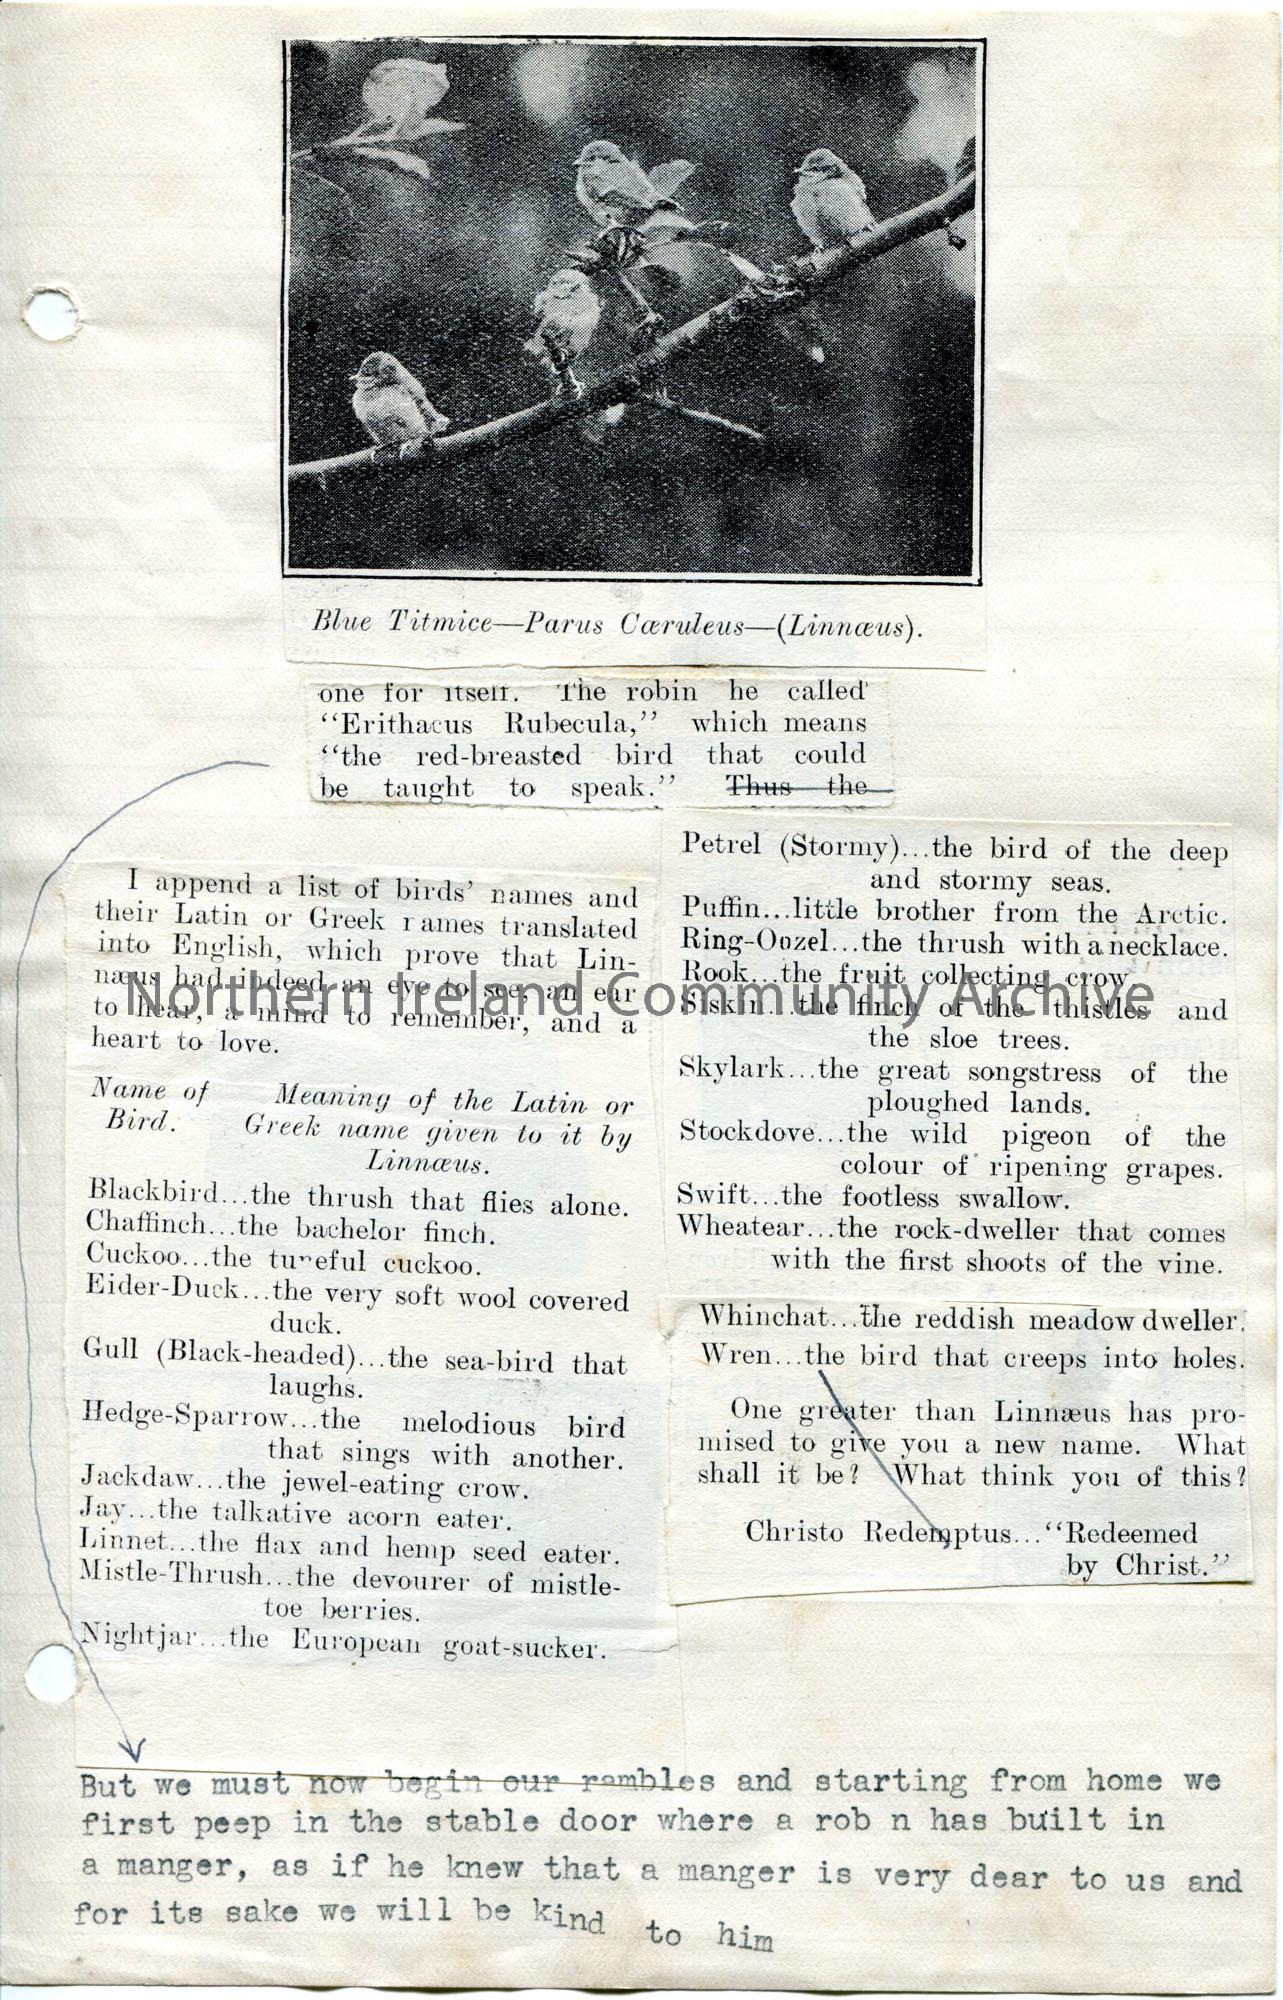 Blue Titmice—Parus Cæruleus—(Linnæus).
one for itself. The robin he called
“Erithacus Rubecula,” which means
“the red-breasted bird that could
be taught to speak.” Thus the
I append a list of birds’ names and
their Latin or Greek names translated
into English, which prove that Lin-
næus had indeed an eye to see, an ear
to hear, a mind to remember, and a
heart to love.
Name of Meaning of the Latin or
Bird. Greek name given to it by
Linnæus.
Blackbird...the thrush that flies alone.
Chaffinch...the bachelor finch.
Cuckoo...the tuneful cuckoo.
Eider-Duck...the very soft wool covered
duck.
Gull (Black-headed)...the sea-bird that
laughs.
Hedge-Sparrow...the melodious bird
that sings with another.
Jackdaw...the jewel-eating crow.
Jay...the talkative acorn eater.
Linnet...the flax and hemp seed eater.
Mistle-Thrush...the devourer of mistle-
toe berries.
Nightjar...the European goat-sucker.
Petrel (Stormy)...the bird of the deep
and stormy seas.
Puffin...little brother from the Arctic.
Ring-Ouzel...the thrush with a necklace.
Rook...the fruit collecting crow
Siskin...the finch of the thistles and
the sloe trees.
Skylark...the great songstress of the
ploughed lands.
Stockdove...the wild pigeon of the
colour of ripening grapes.
Swift...the footless swallow.
Wheatear...the rock-dweller that comes
with the first shoots of the vine.
Whinchat...the reddish meadow dweller.
Wren...the bird that creeps into holes.
One greater than Linnæus has pro-
mised to give you a new name. What
shall it be? What think you of this?
Christo Redemptus...“Redeemed
by Christ.”
Northern Ireland Community Archive
But we must now begin our rambles and starting from home we
first peep in the stable door where a rob n has built in
a manger, as if he knew that a manger is very dear to us and
for its sake we will be kind to him